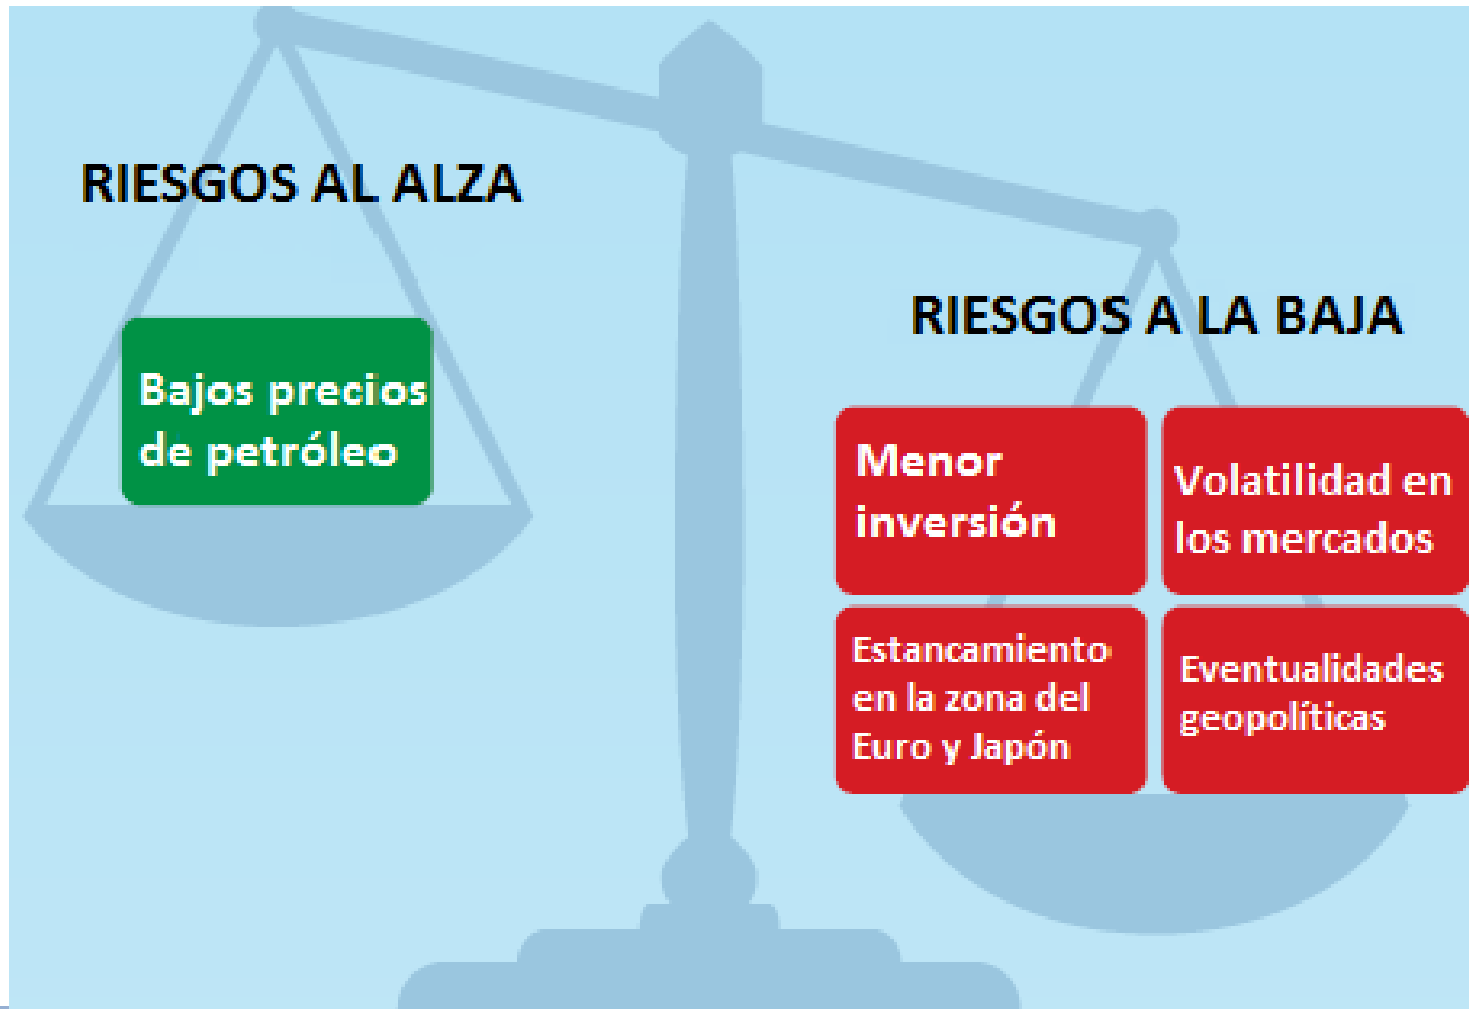 RIESGOS AL ALZA
Bajos precios
de petróleo
RIESGOS A LA BAJA
Menor
inversión
Volatilidad en
los mercados
Estancamiento
en la zona del
Euro y Japón
Eventualidades
geopolíticas